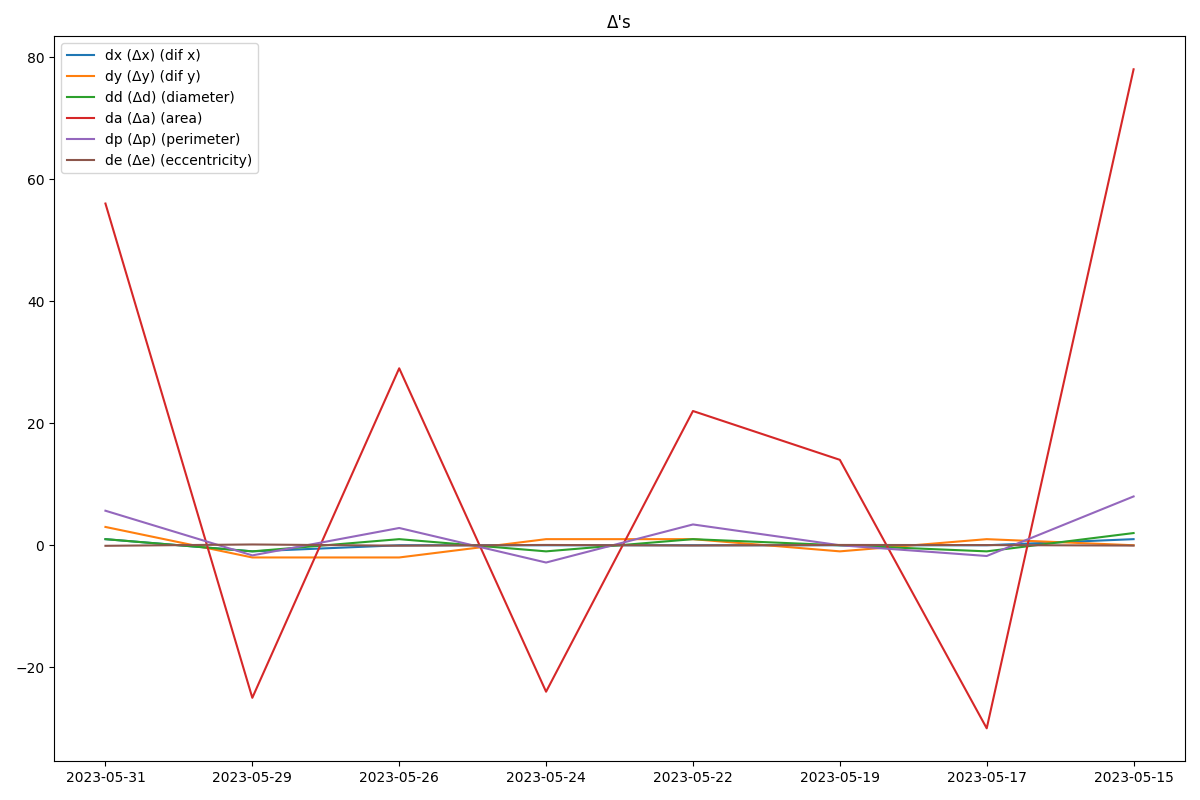 Δ's
dx (Δx) (dif x)
dy (Δy) (dif y)
dd (Δd) (diameter)
da (Δa) (area)
dp (Δp) (perimeter)
de (Δe) (eccentricity)
80
60
40
20
0
−20
2023-05-31 2023-05-29 2023-05-26 2023-05-24 2023-05-22 2023-05-19 2023-05-17 2023-05-15